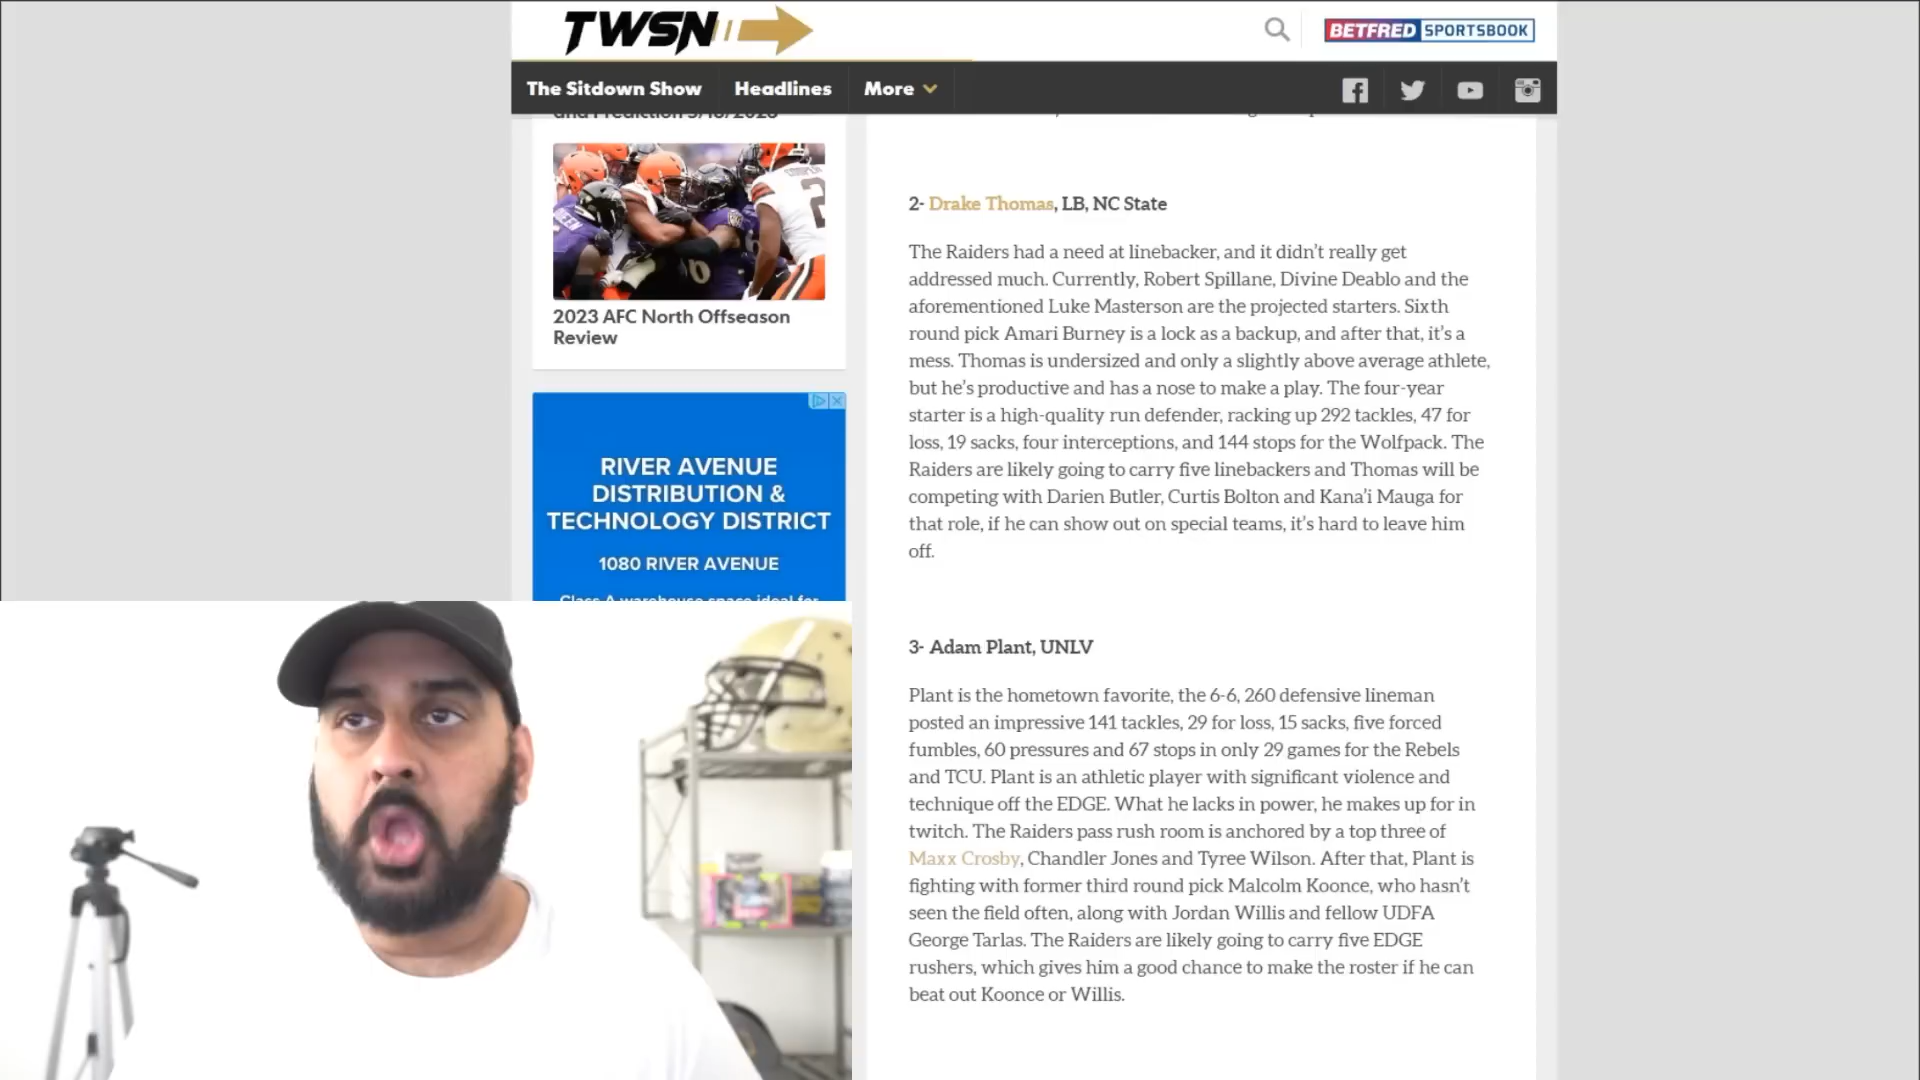 TWSN
BETFRED SPORTSBOOK
The Sitdown Show Headlines More
2023 AFC North Offseason
Review
RIVER AVENUE
DISTRIBUTION &
TECHNOLOGY DISTRICT
1080 RIVER AVENUE
2- Drake Thomas, LB, NC State
The Raiders had a need at linebacker, and it didn’t really get
addressed much. Currently, Robert Spillane, Divine Deablo and the
aforementioned Luke Masterson are the projected starters. Sixth
round pick Amari Burney is a lock as a backup, and after that, it’s a
mess. Thomas is undersized and only a slightly above average athlete,
but he’s productive and has a nose to make a play. The four-year
starter is a high-quality run defender, racking up 292 tackles, 47 for
loss, 19 sacks, four interceptions, and 144 stops for the Wolfpack. The
Raiders are likely going to carry five linebackers and Thomas will be
competing with Darien Butler, Curtis Bolton and Kana’i Mauga for
that role, if he can show out on special teams, it’s hard to leave him
off.
3- Adam Plant, UNLV
Plant is the hometown favorite, the 6-6, 260 defensive lineman
posted an impressive 141 tackles, 29 for loss, 15 sacks, five forced
fumbles, 60 pressures and 67 stops in only 29 games for the Rebels
and TCU. Plant is an athletic player with significant violence and
technique off the EDGE. What he lacks in power, he makes up for in
twitch. The Raiders pass rush room is anchored by a top three of
Maxx Crosby, Chandler Jones and Tyree Wilson. After that, Plant is
fighting with former third round pick Malcolm Koonce, who hasn’t
seen the field often, along with Jordan Willis and fellow UDFA
George Tarlas. The Raiders are likely going to carry five EDGE
rushers, which gives him a good chance to make the roster if he can
beat out Koonce or Willis.